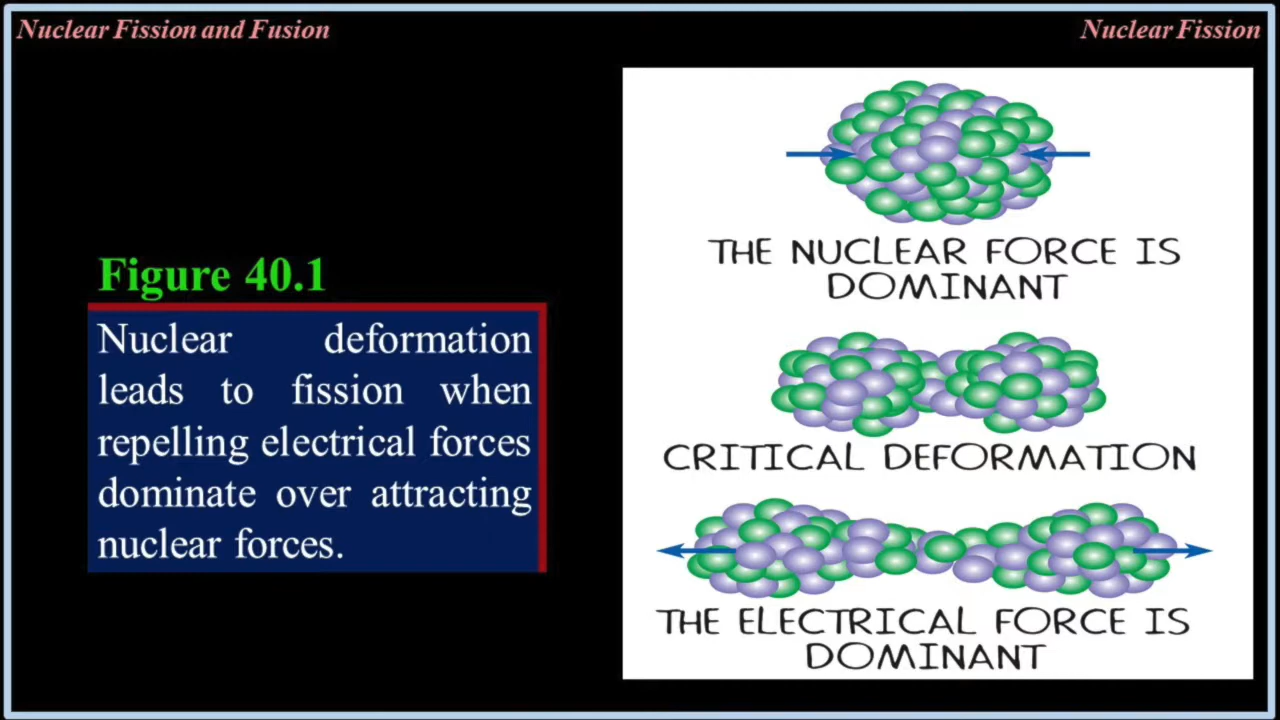 Nuclear Fission and Fusion
Nuclear Fission
Figure 40.1
Nuclear deformation
leads to fission when
repelling electrical forces
dominate over attracting
nuclear forces.
THE NUCLEAR FORCE IS
DOMINANT
CRITICAL DEFORMATION
THE ELECTRICAL FORCE IS
DOMINANT